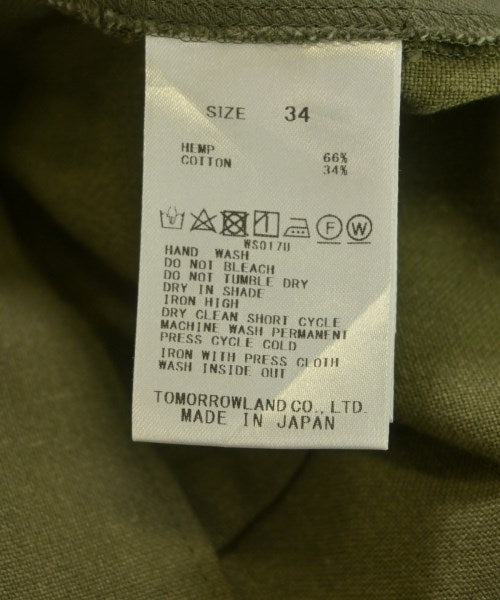 SIZE 34
HEMP 66%
COTTON 34%
F W
WS017U
HAND WASH
DO NOT BLEACH
DO NOT TUMBLE DRY
DRY IN SHADE
IRON HIGH
DRY CLEAN SHORT CYCLE
MACHINE WASH PERMANENT
PRESS CYCLE COLD
IRON WITH PRESS CLOTH
WASH INSIDE OUT
TOMORROWLAND CO., LTD.
MADE IN JAPAN